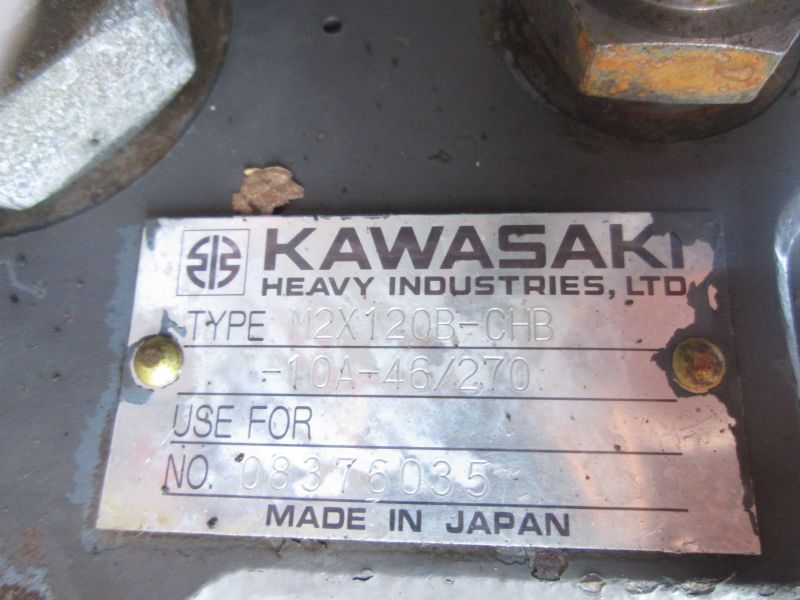 KAWASAKI
HEAVY INDUSTRIES, LTD
TYPE M2X120B-CHB
-10A-46/270
USE FOR
NO. 08376035
MADE IN JAPAN